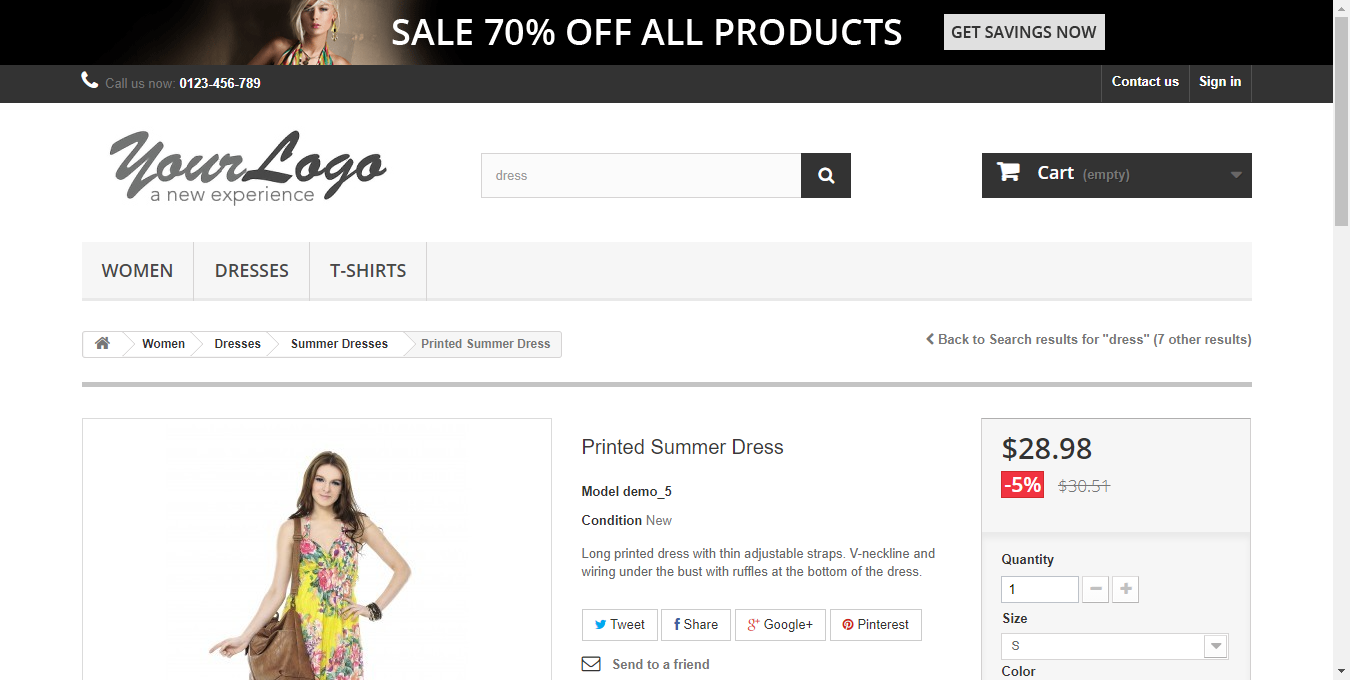 SALE 70% OFF ALL PRODUCTS GET SAVINGS NOW
Call us now: 0123-456-789 Contact us Sign in
YourLogo
a new experience
dress
Cart (empty)
WOMEN DRESSES T-SHIRTS
Women Dresses Summer Dresses Printed Summer Dress
Back to Search results for "dress" (7 other results)
Printed Summer Dress
Model demo_5
Condition New
Long printed dress with thin adjustable straps. V-neckline and
wiring under the bust with ruffles at the bottom of the dress.
Tweet Share Google+ Pinterest
Send to a friend
$28.98
-5% $30.51
Quantity
1
Size
S
Color